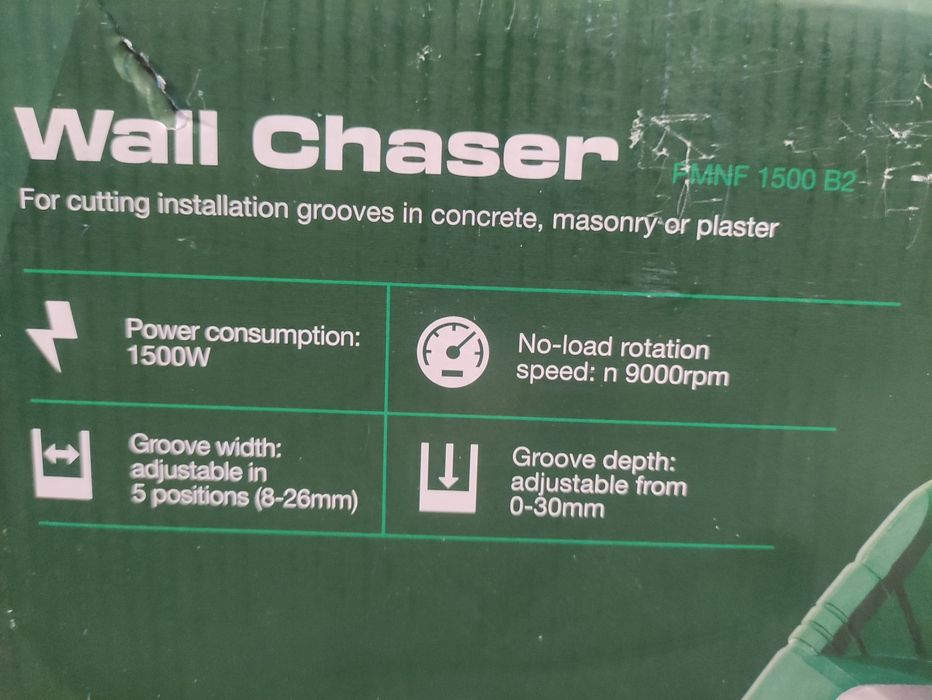 Wall Chaser
PMNF 1500 B2
For cutting installation grooves in concrete, masonry or plaster
Power consumption:
1500W
No-load rotation
speed: n 9000rpm
Groove width:
adjustable in
5 positions (8-26mm)
Groove depth:
adjustable from
0-30mm